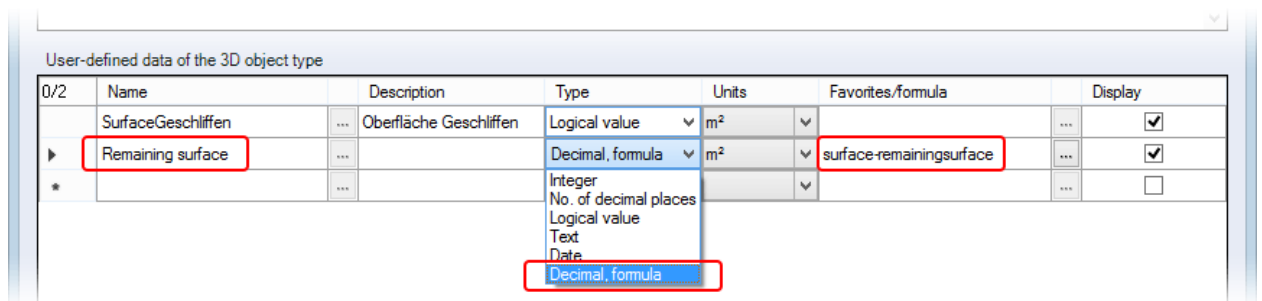 User-defined data of the 3D object type
0/2 Name Description Type Units Favorites/formula Display
SurfaceGeschliffen ... Oberfläche Geschliffen Logical value m² ...
Remaining surface ... Decimal, formula m² surface-remainingsurface ...
* ... Integer ...
No. of decimal places
Logical value
Text
Date
Decimal, formula